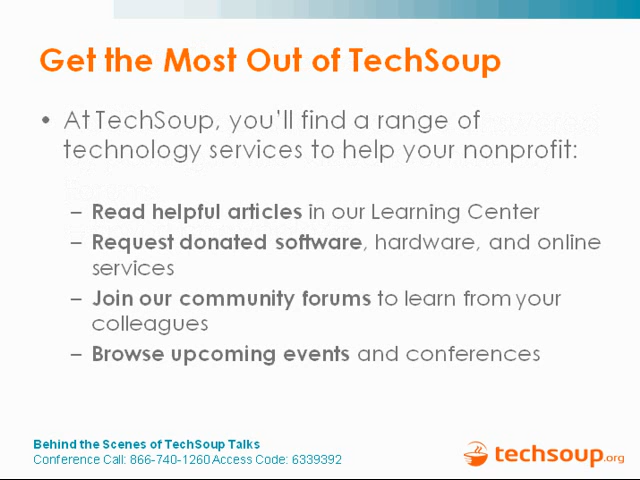 Get the Most Out of TechSoup
• At TechSoup, you'll find a range of
technology services to help your nonprofit:
– Read helpful articles in our Learning Center
– Request donated software, hardware, and online
services
– Join our community forums to learn from your
colleagues
– Browse upcoming events and conferences
Behind the Scenes of TechSoup Talks
Conference Call: 866-740-1260 Access Code: 6339392
techsoup.org